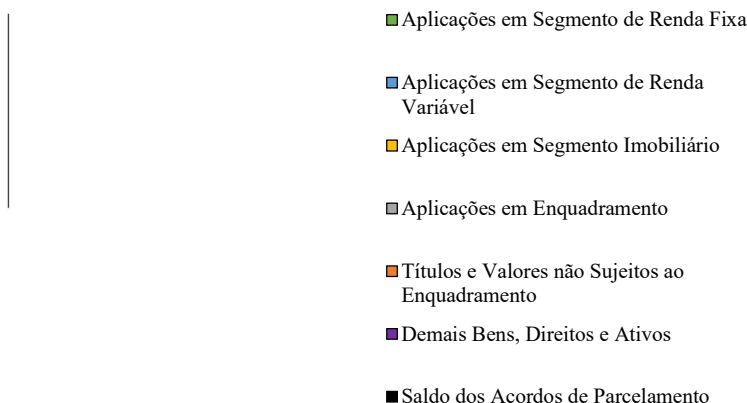 Aplicações em Segmento de Renda Fixa
Aplicações em Segmento de Renda
Variável
Aplicações em Segmento Imobiliário
Aplicações em Enquadramento
Títulos e Valores não Sujeitos ao
Enquadramento
Demais Bens, Direitos e Ativos
Saldo dos Acordos de Parcelamento